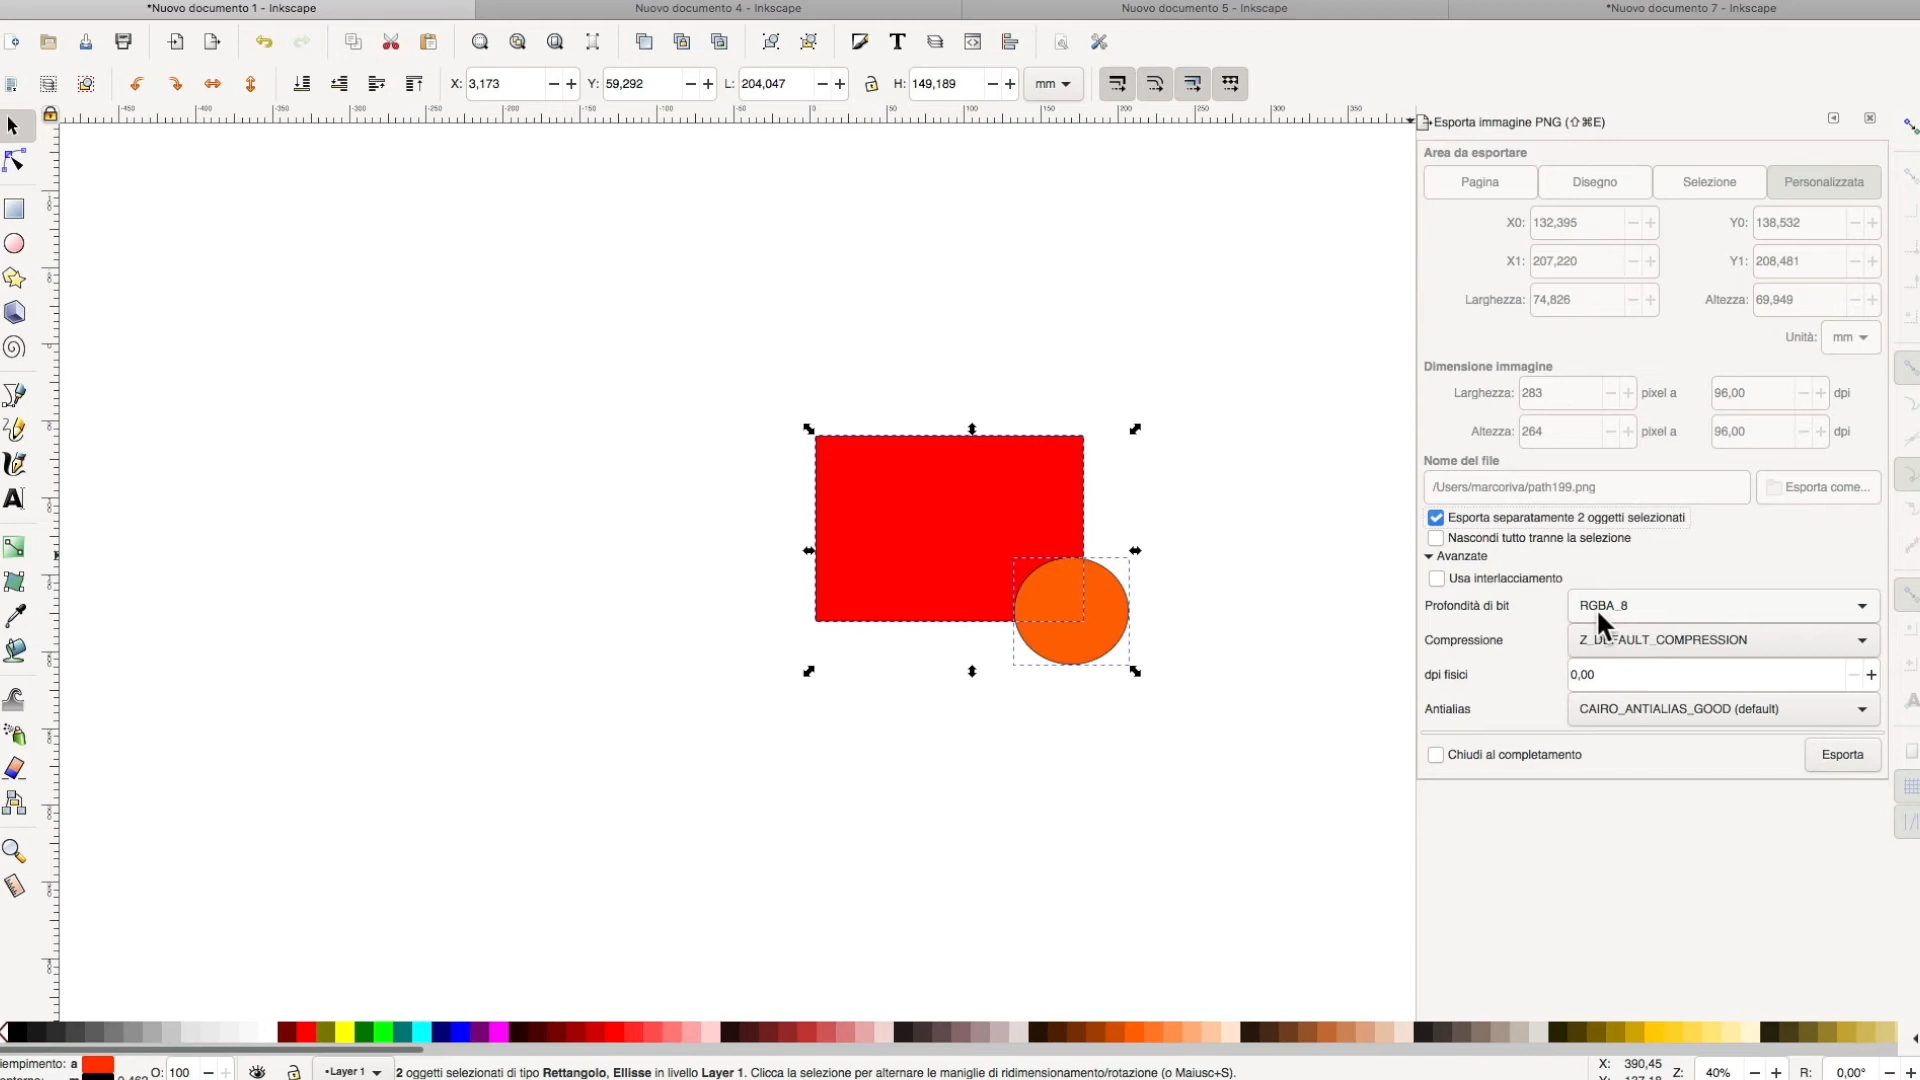 *Nuovo documento 1 - Inkscape
Nuovo documento 4 - Inkscape
Nuovo documento 5 - Inkscape
*Nuovo documento 7 - Inkscape
X: 3,173
Y: 59,292
L: 204,047
H: 149,189
mm
Esporta immagine PNG (⇧⌘E)
Area da esportare
Pagina
Disegno
Selezione
Personalizzata
X0: 132,395
Y0: 138,532
X1: 207,220
Y1: 208,481
Larghezza: 74,826
Altezza: 69,949
Unità: mm
Dimensione immagine
Larghezza: 283 pixel a 96,00 dpi
Altezza: 264 pixel a 96,00 dpi
Nome del file
/Users/marcoriva/path199.png
Esporta come...
Esporta separatamente 2 oggetti selezionati
Nascondi tutto tranne la selezione
Avanzate
Usa interlacciamento
Profondità di bit RGBA_8
Compressione Z_DEFAULT_COMPRESSION
dpi fisici 0,00
Antialias CAIRO_ANTIALIAS_GOOD (default)
Chiudi al completamento
Esporta
iempimento: a
O: 100
•Layer 1
2 oggetti selezionati di tipo Rettangolo, Ellisse in livello Layer 1. Clicca la selezione per alternare le maniglie di ridimensionamento/rotazione (o Maiusc+S).
X: 390,45
Z: 40%
R: 0,00°